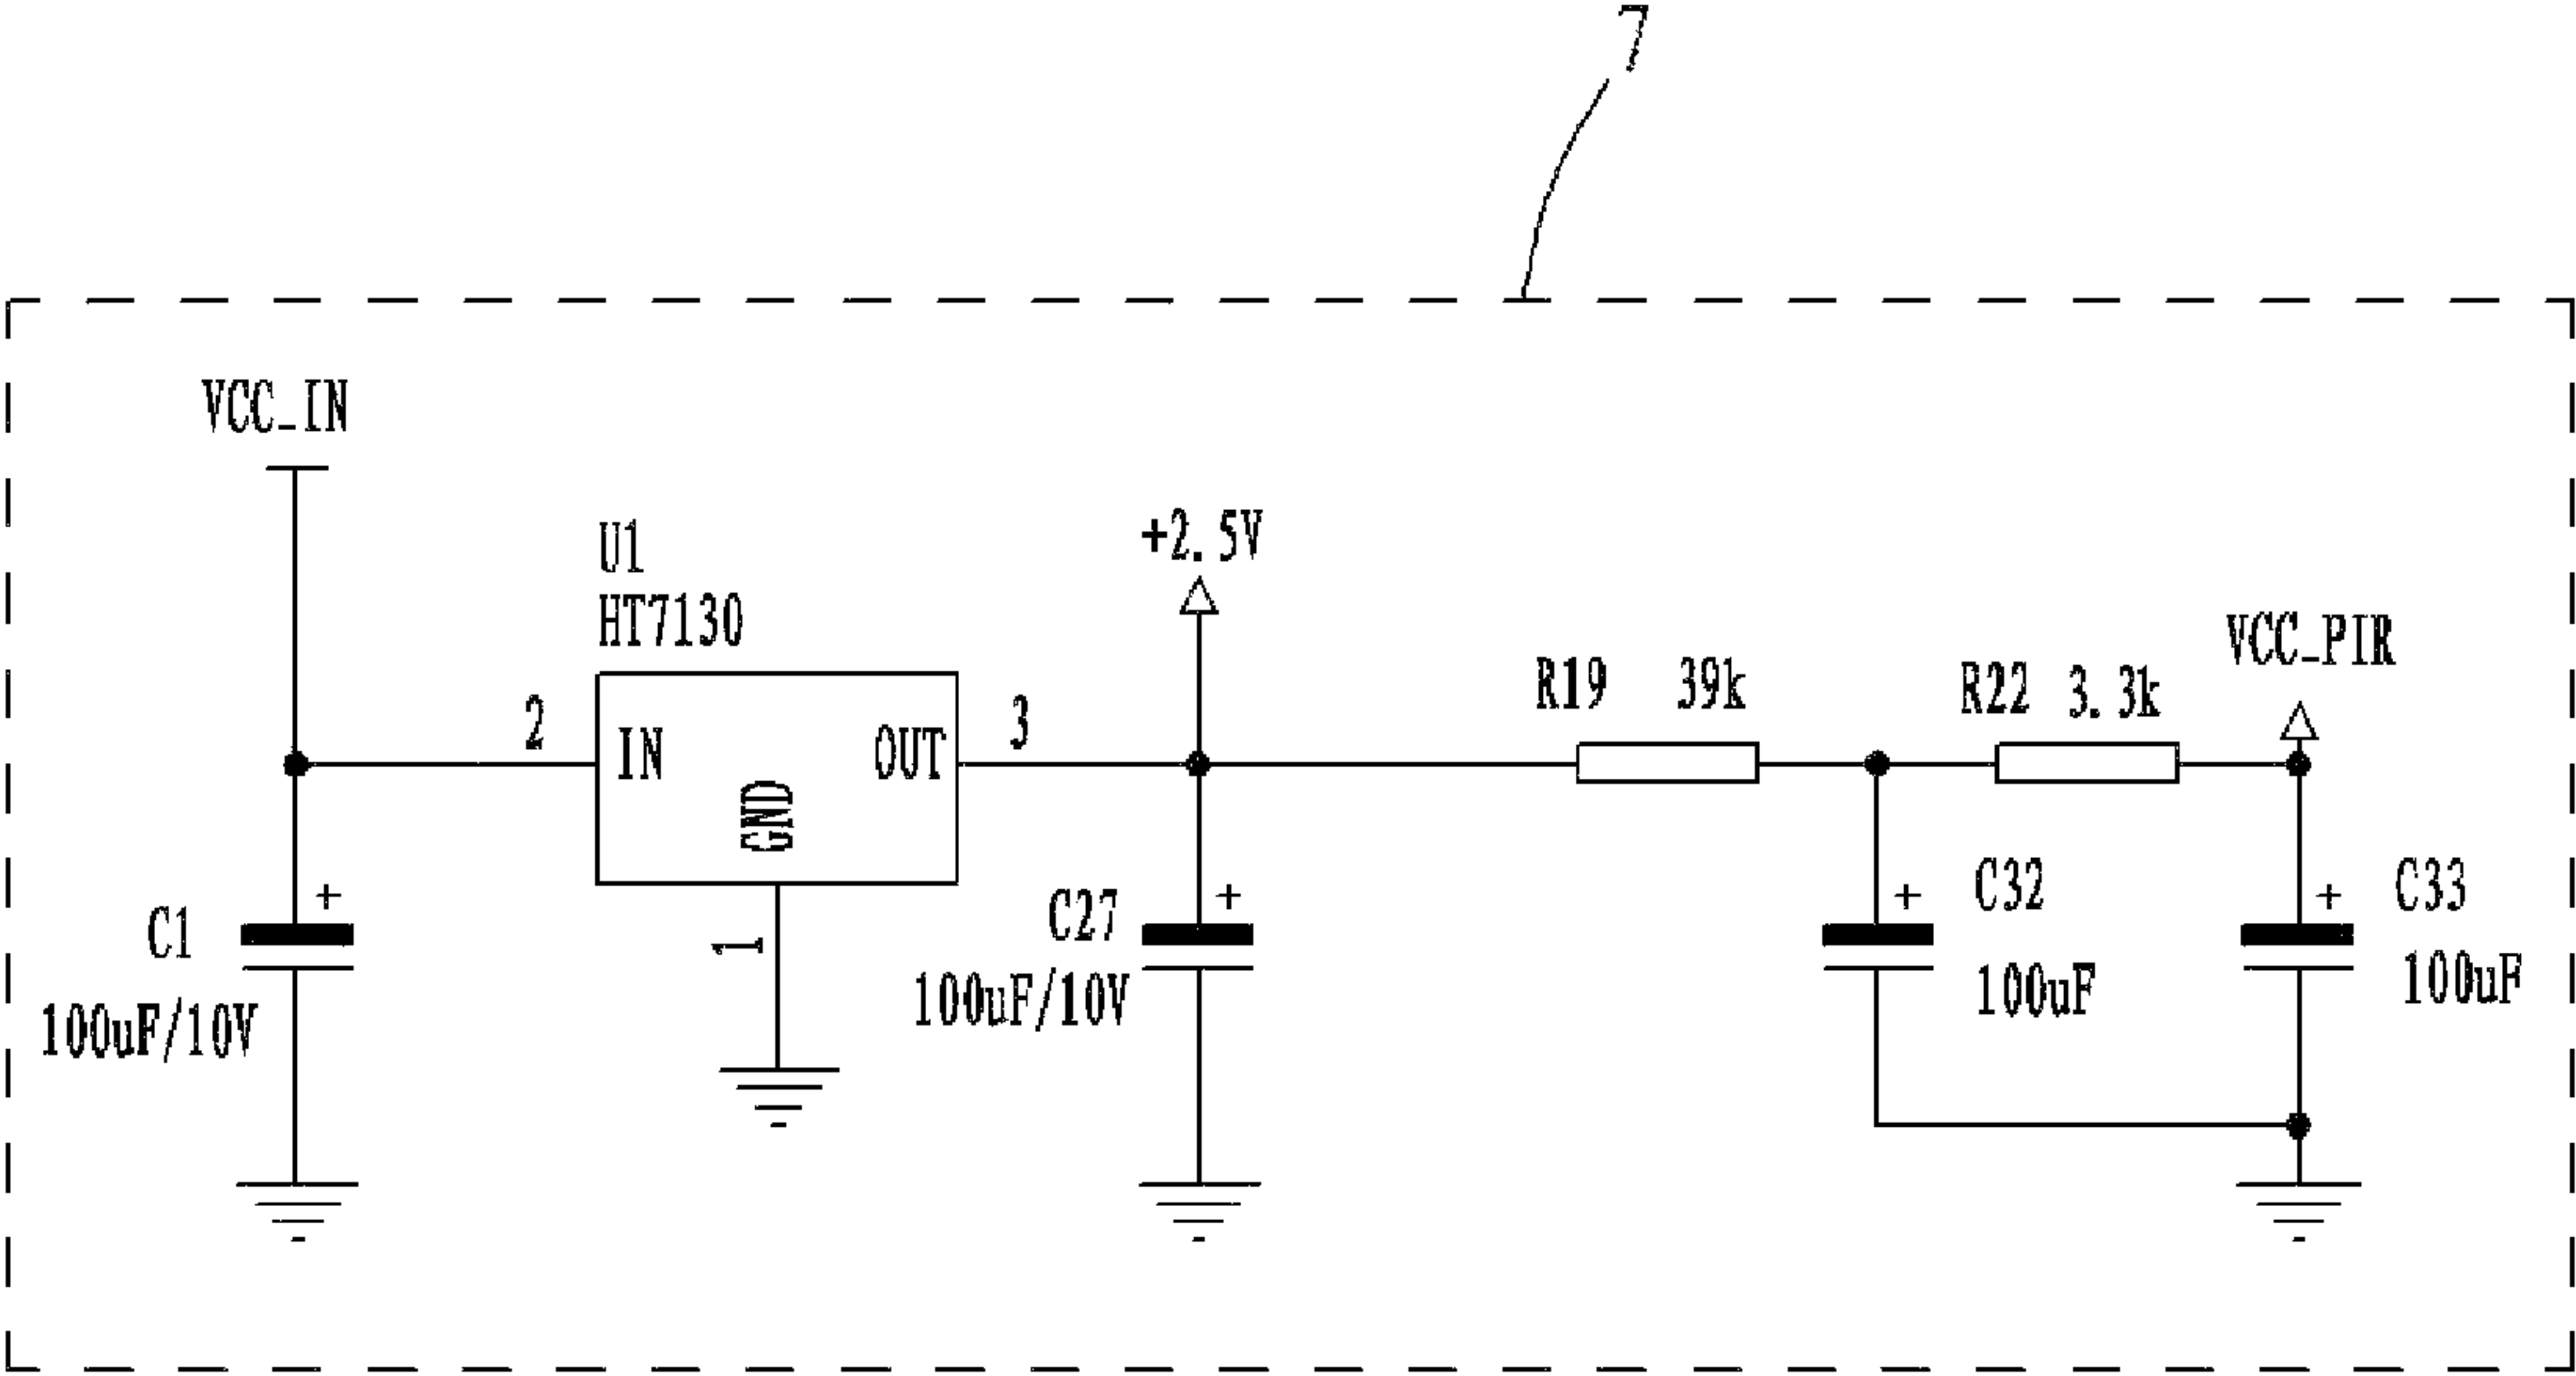 7
VCC_IN
U1
HT7130
+2.5V
VCC_PIR
R19 39k
R22 3.3k
2
IN
OUT
3
GND
1
C1
100uF/10V
+
C27
100uF/10V
+
C32
100uF
+
C33
100uF
+